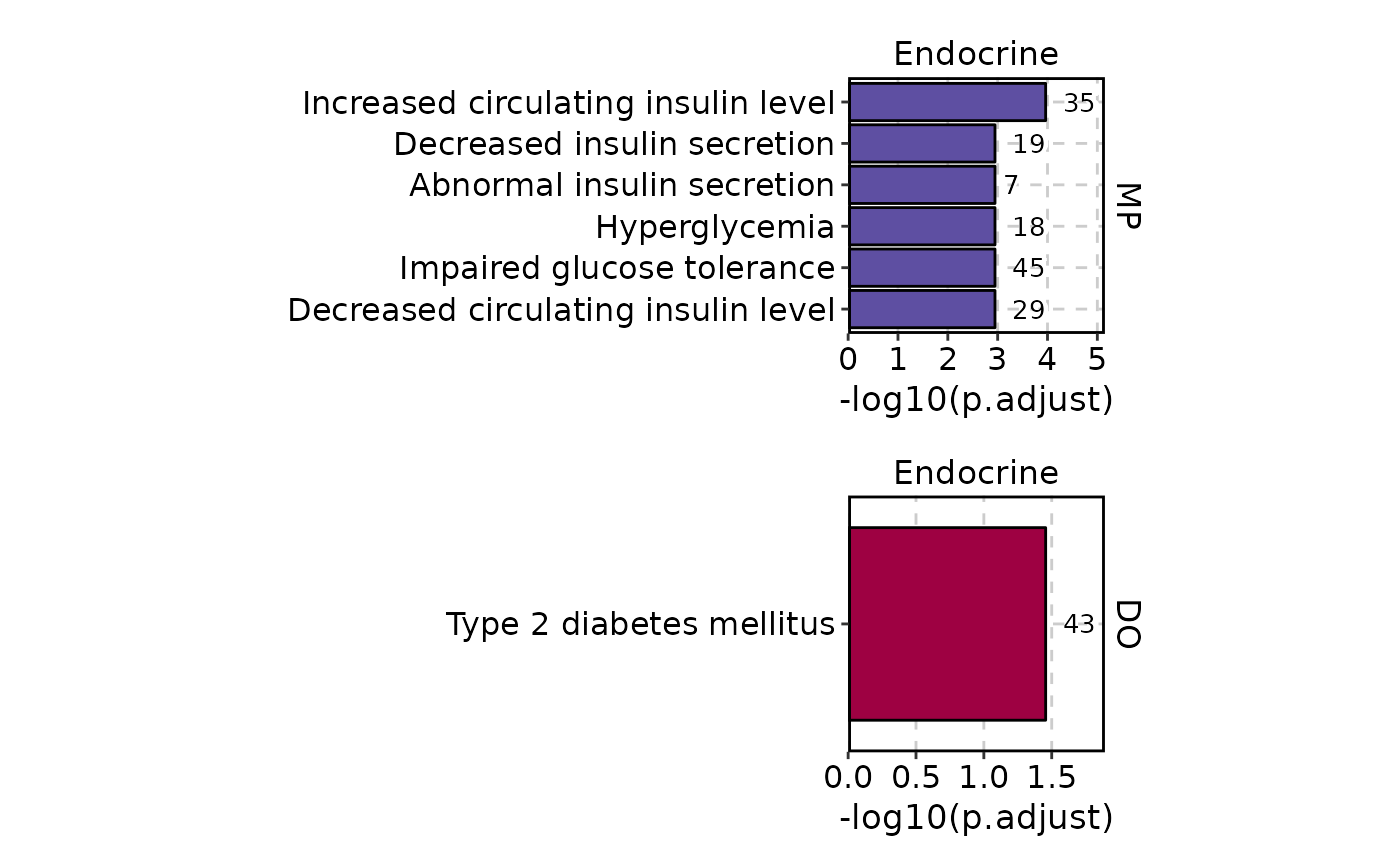 Endocrine
Increased circulating insulin level 35
Decreased insulin secretion 19
Abnormal insulin secretion 7
Hyperglycemia 18
Impaired glucose tolerance 45
Decreased circulating insulin level 29
MP
0 1 2 3 4 5
-log10(p.adjust)
Endocrine
Type 2 diabetes mellitus 43
DO
0.0 0.5 1.0 1.5
-log10(p.adjust)